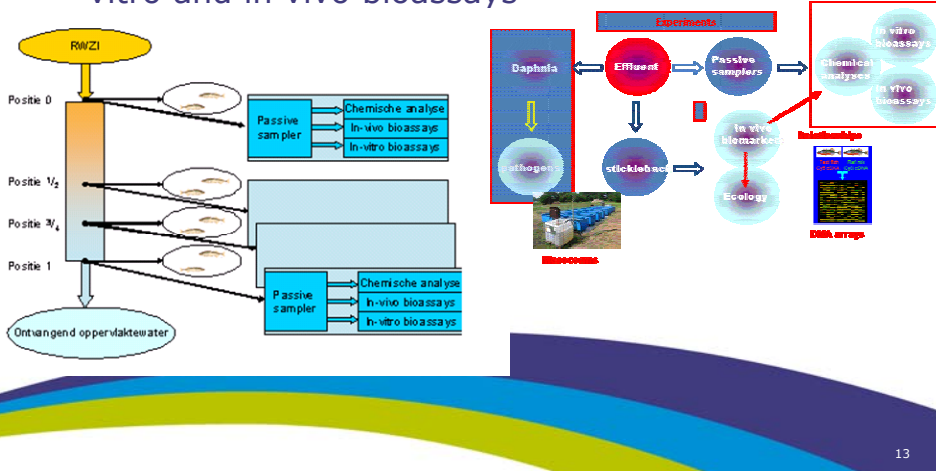 vitro and in vivo bioassays
RWZI
Positie 0
Passive
sampler
Chemische analyse
In-vivo bioassays
In-vitro bioassays
Positie 1/2
Positie 3/4
Positie 1
Passive
sampler
Chemische analyse
In-vivo bioassays
In-vitro bioassays
Ontvangend oppervlaktewater
Experiments
Daphnia
Effluent
Passive
samplers
Chemical
analyses
In vitro
bioassays
In vivo
bioassays
pathogens
stickleback
In vivo
biomarker
Ecology
Relationships
Mesocosms
DNA arrays
13